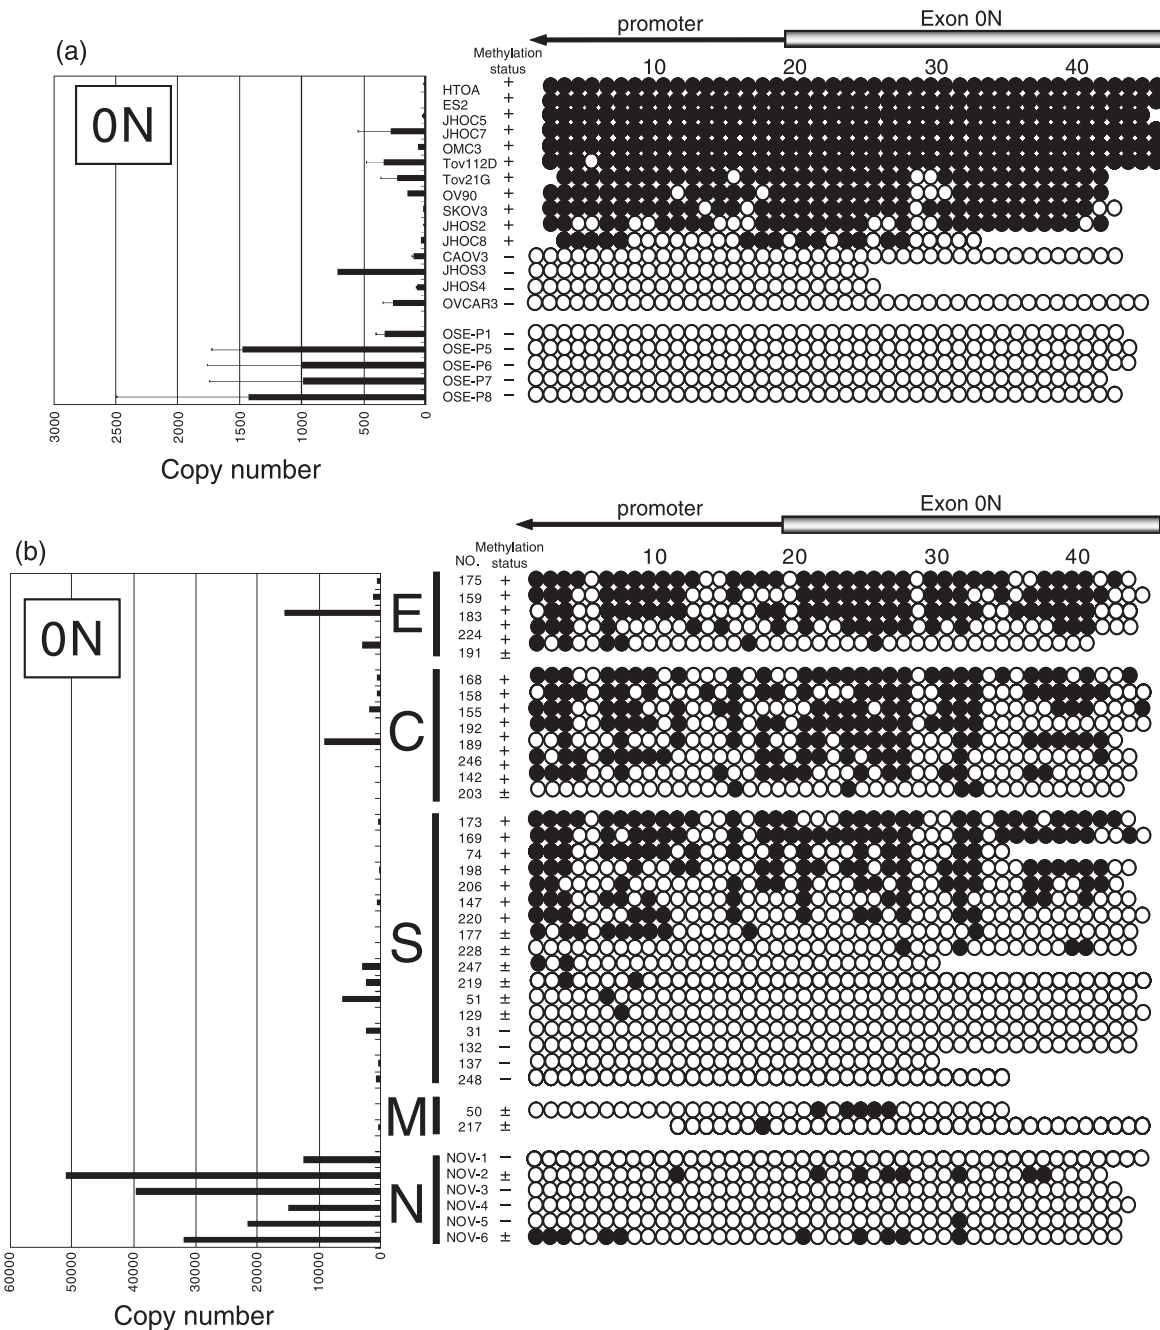 promoter
Exon 0N
(a)
Methylation
status
10
20
30
40
0N
HTOA +
ES2 +
JHOC5 +
JHOC7 +
OMC3 +
Tov112D +
Tov21G +
OV90 +
SKOV3 +
JHOS2 +
JHOC8 +
CAOV3 −
JHOS3 −
JHOS4 −
OVCAR3 −
OSE-P1 −
OSE-P5 −
OSE-P6 −
OSE-P7 −
OSE-P8 −
3000
2500
2000
1500
1000
500
0
Copy number
promoter
Exon 0N
(b)
NO.
Methylation
status
10
20
30
40
0N
E
175 +
159 +
183 +
224 +
191 ±
C
168 +
158 +
155 +
192 +
189 +
246 +
142 +
203 ±
S
173 +
169 +
74 +
198 +
206 +
147 +
220 +
177 ±
228 ±
247 ±
219 ±
51 ±
129 ±
31 −
132 −
137 −
248 −
M
50 ±
217 ±
N
NOV-1 −
NOV-2 ±
NOV-3 −
NOV-4 −
NOV-5 −
NOV-6 ±
60000
50000
40000
30000
20000
10000
0
Copy number